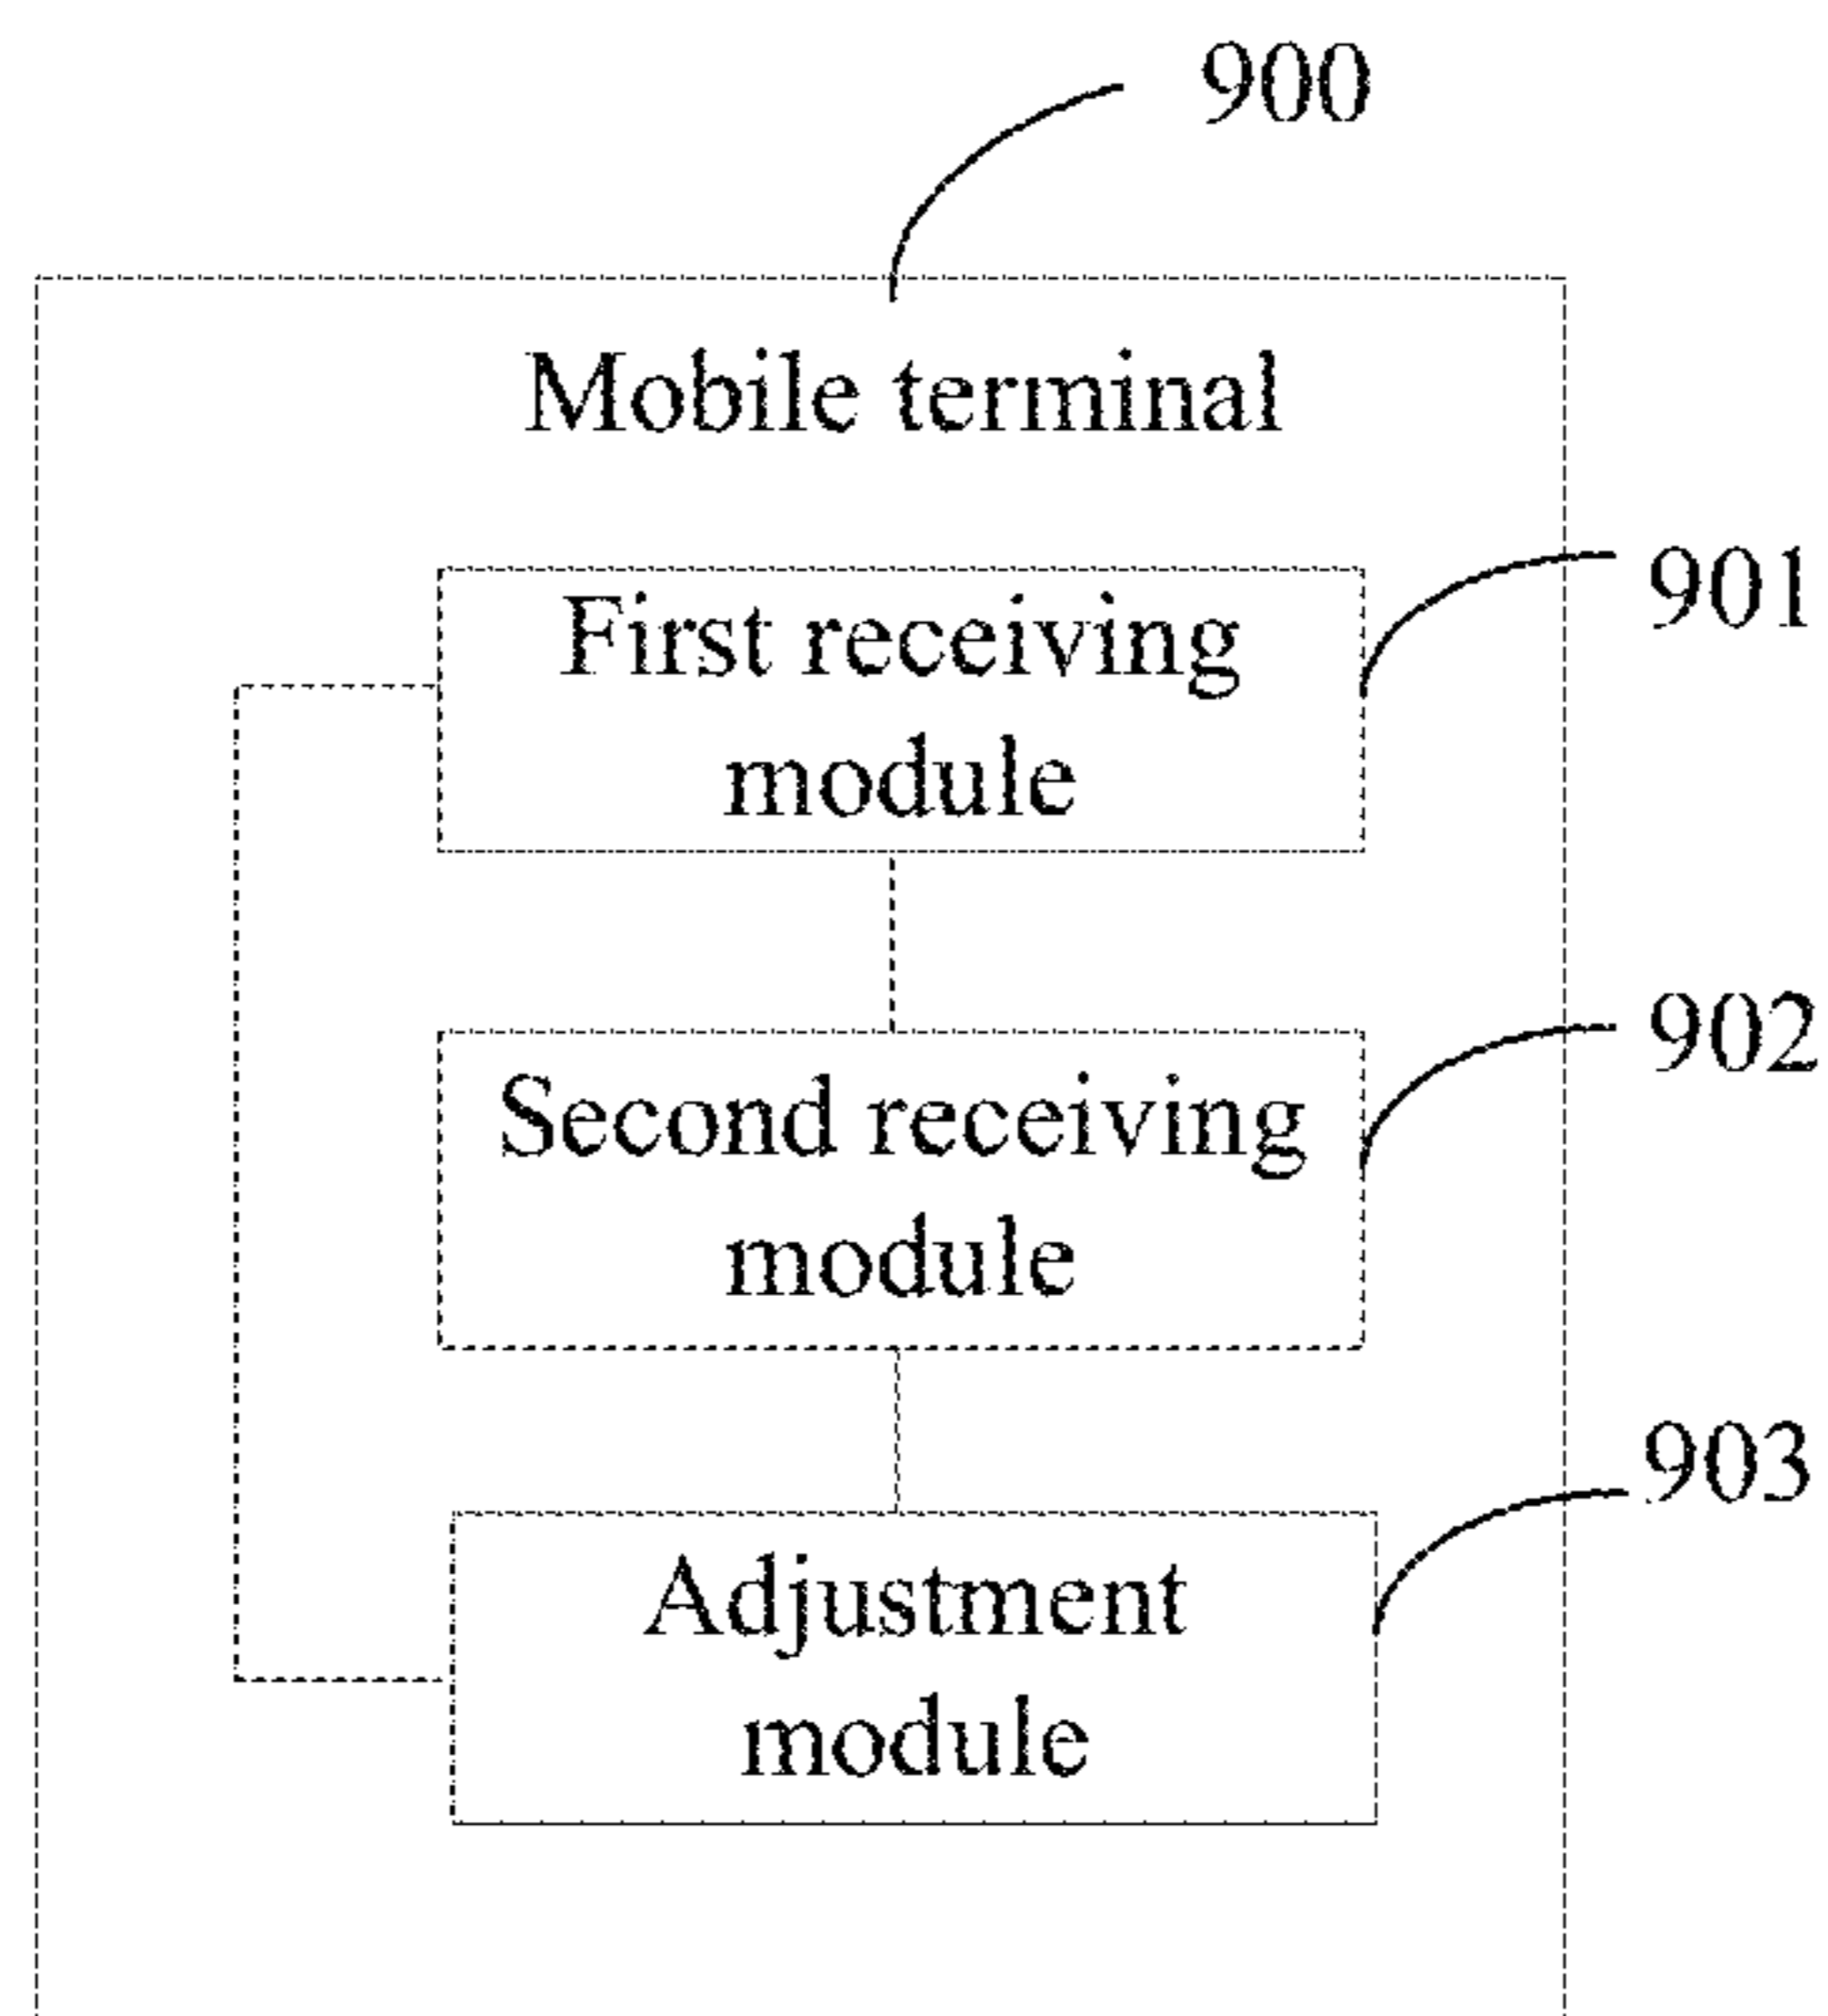 900
Mobile terminal
First receiving
module
901
Second receiving
module
902
Adjustment
module
903